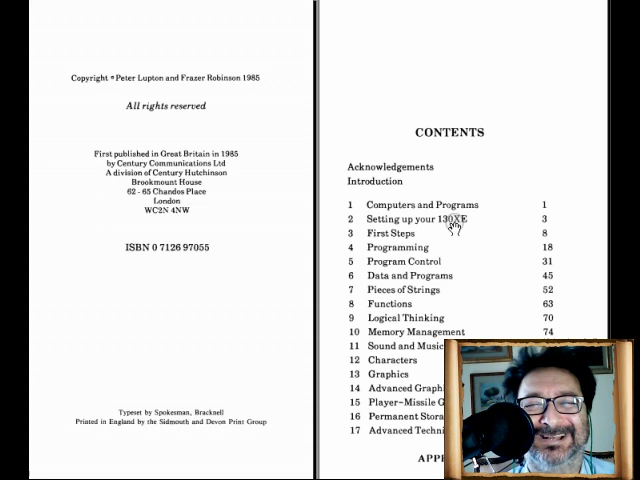 Copyright © Peter Lupton and Frazer Robinson 1985
All rights reserved
First published in Great Britain in 1985
by Century Communications Ltd
A division of Century Hutchinson
Brookmount House
62 - 65 Chandos Place
London
WC2N 4NW
ISBN 0 7126 97055
Typeset by Spokesman, Bracknell
Printed in England by the Sidmouth and Devon Print Group
CONTENTS
Acknowledgements
Introduction
1 Computers and Programs 1
2 Setting up your 130XE 3
3 First Steps 8
4 Programming 18
5 Program Control 31
6 Data and Programs 45
7 Pieces of Strings 52
8 Functions 63
9 Logical Thinking 70
10 Memory Management 74
11 Sound and Music
12 Characters
13 Graphics
14 Advanced Graphi
15 Player-Missile G
16 Permanent Stora
17 Advanced Techni
APPE